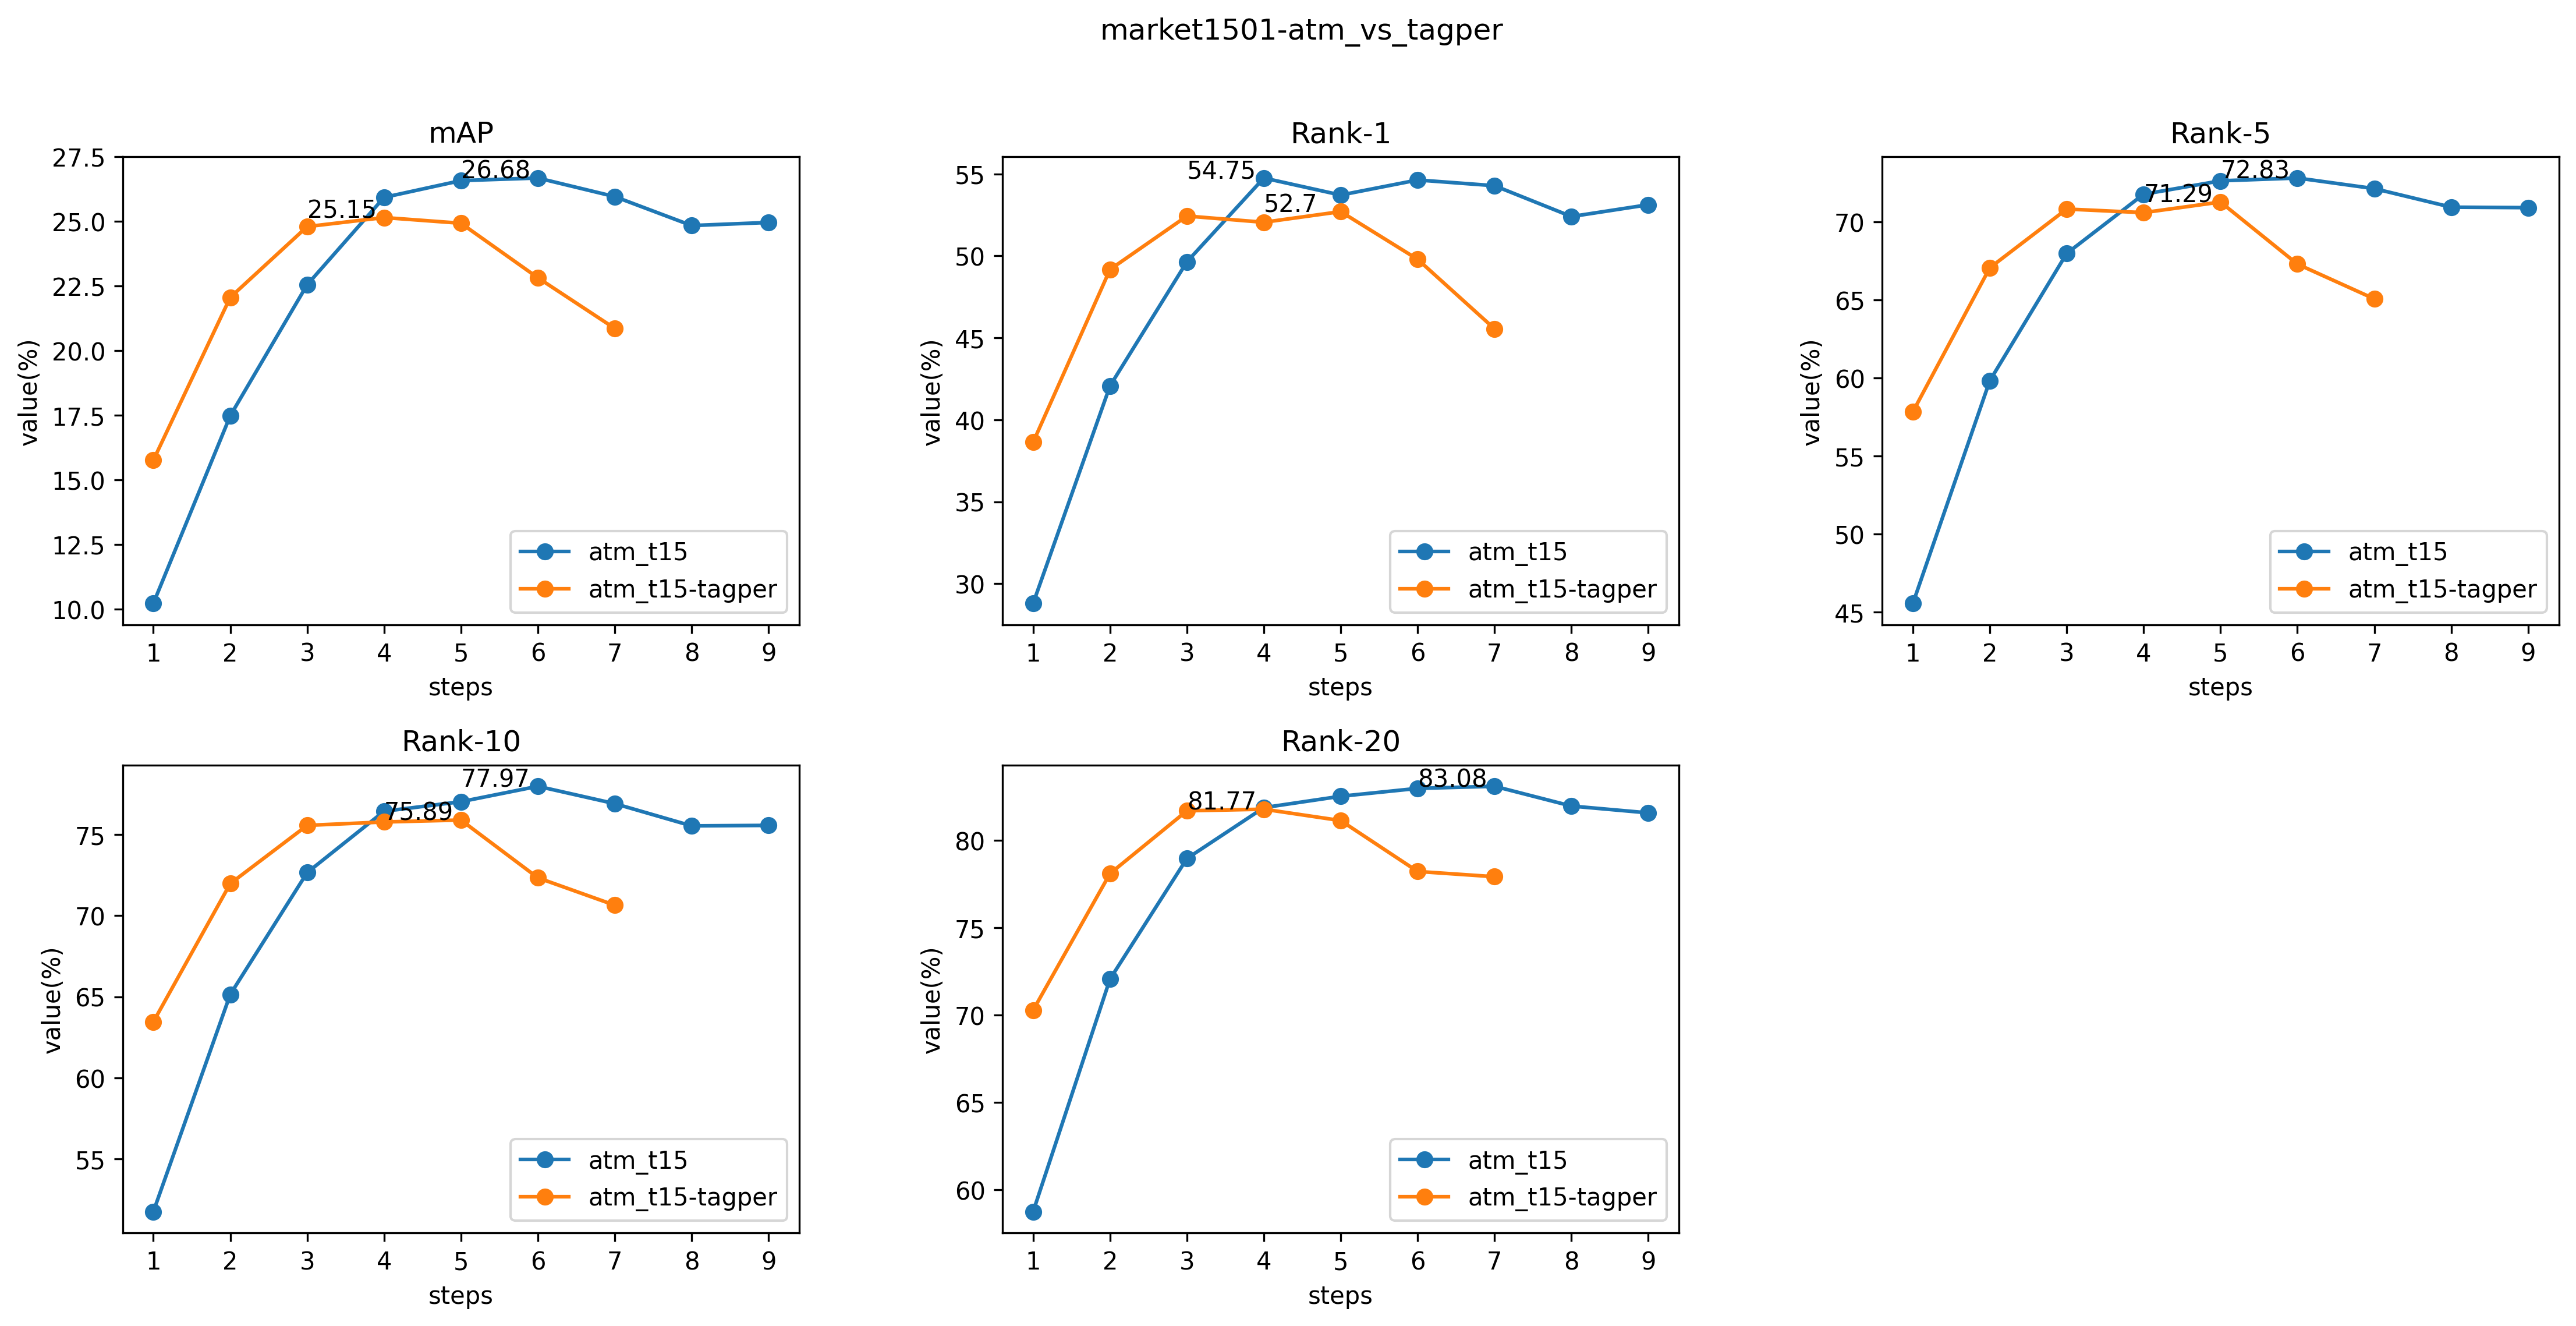 market1501-atm_vs_tagper
mAP
27.5
25.0
22.5
20.0
17.5
15.0
12.5
10.0
value(%)
26.68
25.15
atm_t15
atm_t15-tagper
1 2 3 4 5 6 7 8 9
steps
Rank-1
55
50
45
40
35
30
value(%)
54.75
52.7
atm_t15
atm_t15-tagper
1 2 3 4 5 6 7 8 9
steps
Rank-5
70
65
60
55
50
45
value(%)
72.83
71.29
atm_t15
atm_t15-tagper
1 2 3 4 5 6 7 8 9
steps
Rank-10
75
70
65
60
55
value(%)
77.97
75.89
atm_t15
atm_t15-tagper
1 2 3 4 5 6 7 8 9
steps
Rank-20
80
75
70
65
60
value(%)
83.08
81.77
atm_t15
atm_t15-tagper
1 2 3 4 5 6 7 8 9
steps